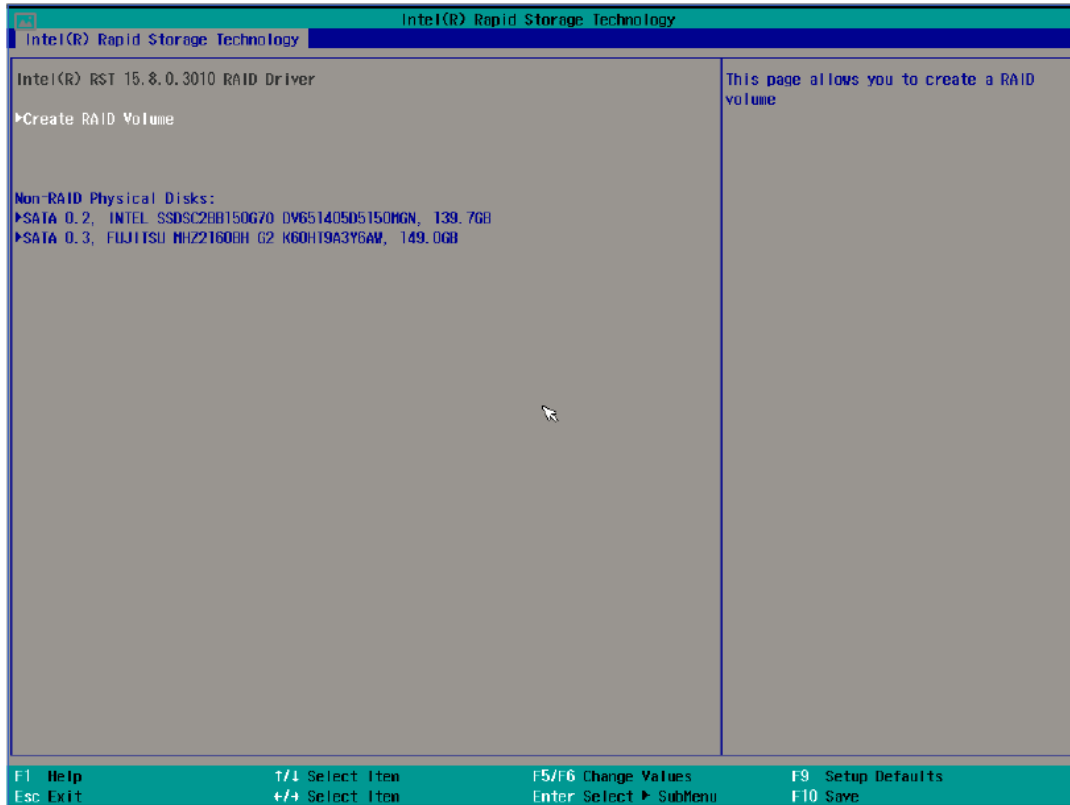 Intel(R) Rapid Storage Technology
Intel(R) Rapid Storage Technology
Intel(R) RST 15.8.0.3010 RAID Driver
This page allows you to create a RAID
volume
▶Create RAID Volume
Non-RAID Physical Disks:
▶SATA 0.2, INTEL SSDSC2BB150G70 DV651405D5150MGN, 139.7GB
▶SATA 0.3, FUJITSU MHZ2160BH G2 K60HT9A3Y6AW, 149.0GB
F1 Help ↑/↓ Select Item F5/F6 Change Values F9 Setup Defaults
Esc Exit ←/→ Select Item Enter Select ▶ SubMenu F10 Save